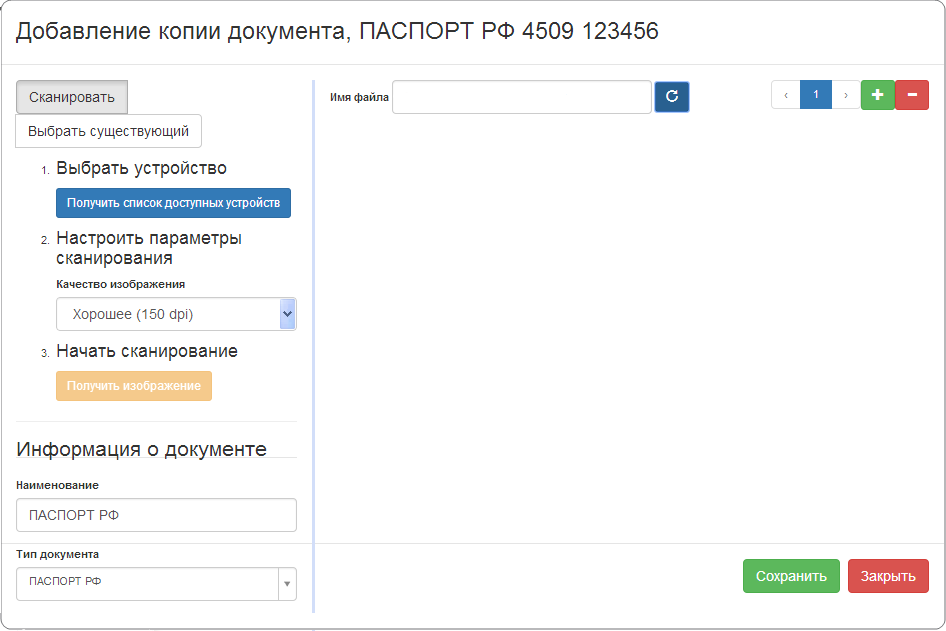 Добавление копии документа, ПАСПОРТ РФ 4509 123456
Сканировать
Выбрать существующий
1. Выбрать устройство
Получить список доступных устройств
2. Настроить параметры
сканирования
Качество изображения
Хорошее (150 dpi)
3. Начать сканирование
Получить изображение
Информация о документе
Наименование
ПАСПОРТ РФ
Тип документа
ПАСПОРТ РФ
Имя файла
‹ 1 › + −
Сохранить Закрыть